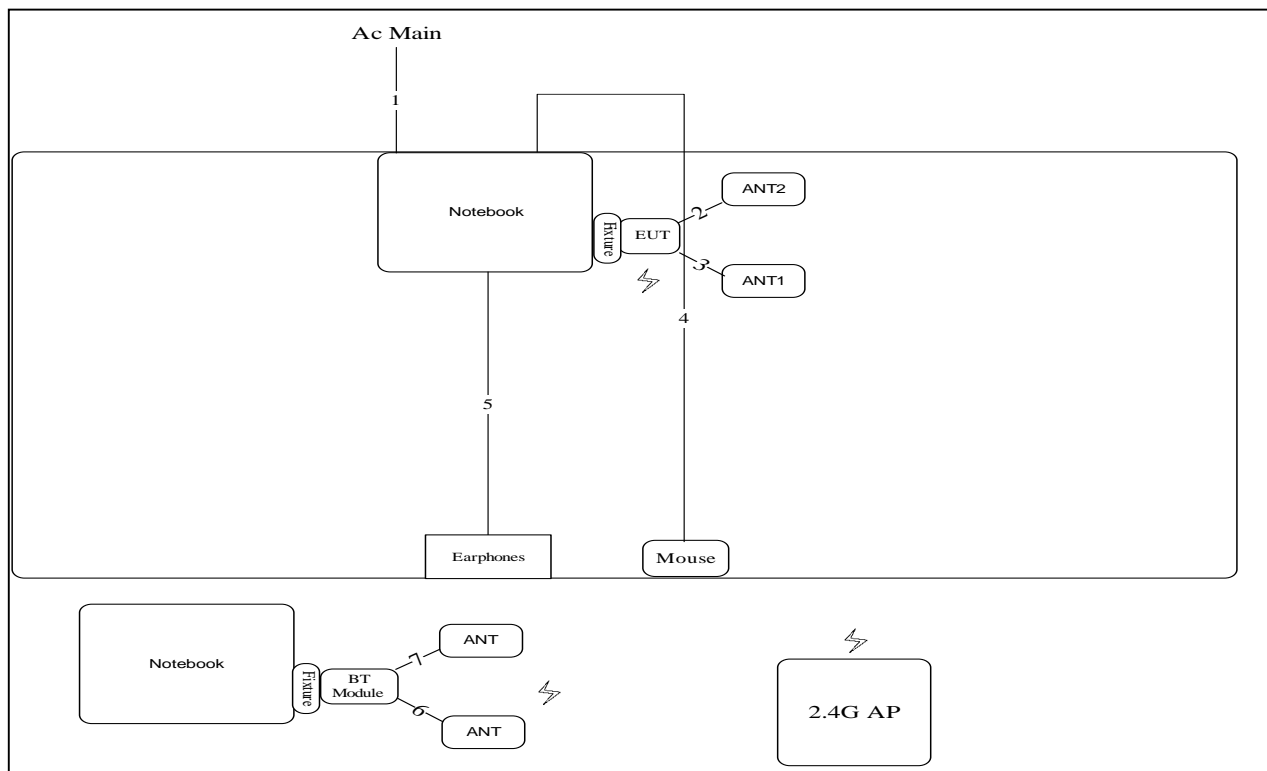 Ac Main
1
Notebook
Fixture
EUT
2
ANT2
3
ANT1
4
5
Earphones
Mouse
Notebook
Fixture
BT
Module
7
ANT
6
ANT
2.4G AP